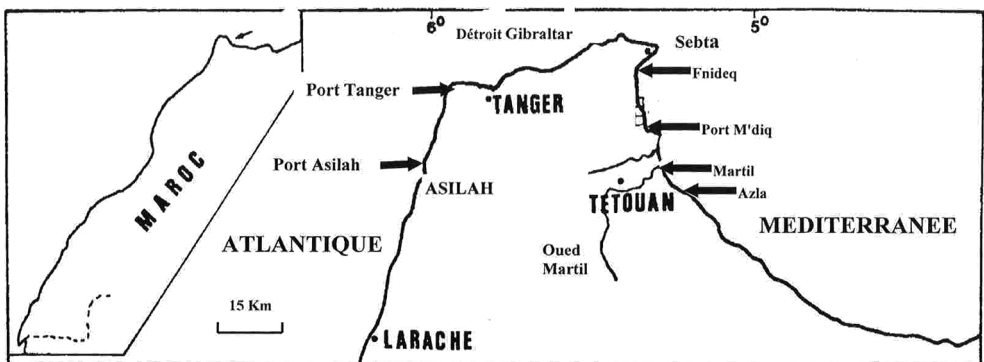 6°
5°
Détroit Gibraltar
Sebta
Fnideq
Port Tanger
TANGER
Port M'diq
Port Asilah
Martil
MAROC
ASILAH
TETOUAN
Azla
ATLANTIQUE
MEDITERRANEE
Oued
Martil
15 Km
LARACHE